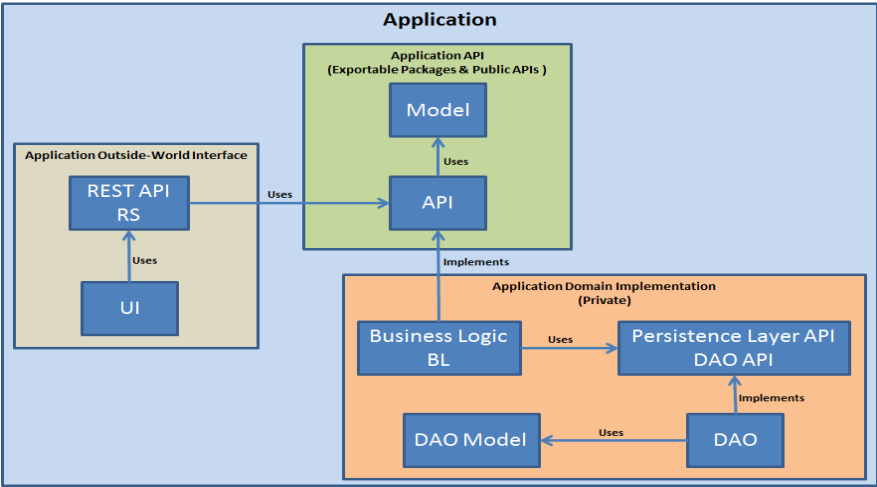 Application
Application API
(Exportable Packages & Public APIs )
Model
Uses
API
Application Outside-World Interface
REST API
RS
Uses
Uses
UI
Implements
Application Domain Implementation
(Private)
Business Logic
BL
Uses
Persistence Layer API
DAO API
Implements
DAO Model
Uses
DAO